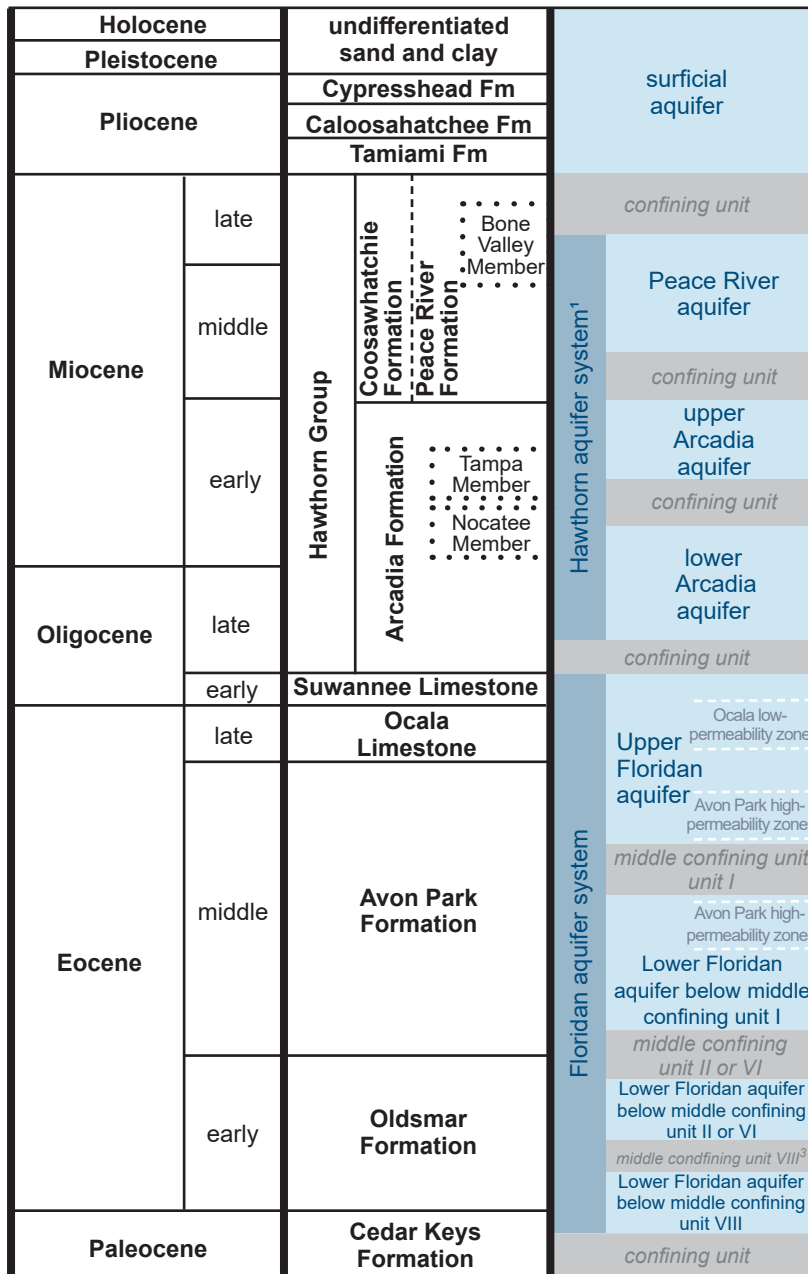 Holocene
Pleistocene
Pliocene
Miocene
late
middle
early
Oligocene
late
early
Eocene
late
middle
early
Paleocene
undifferentiated
sand and clay
Cypresshead Fm
Caloosahatchee Fm
Tamiami Fm
Hawthorn Group
Coosawhatchie
Formation
Peace River
Formation
Bone
Valley
Member
Arcadia Formation
Tampa
Member
Nocatee
Member
Suwannee Limestone
Ocala
Limestone
Avon Park
Formation
Oldsmar
Formation
Cedar Keys
Formation
surficial
aquifer
confining unit
Hawthorn aquifer system¹
Peace River
aquifer
confining unit
upper
Arcadia
aquifer
confining unit
lower
Arcadia
aquifer
confining unit
Floridan aquifer system
Ocala low-
permeability zone
Upper
Floridan
aquifer
Avon Park high-
permeability zone
middle confining unit
unit I
Avon Park high-
permeability zone
Lower Floridan
aquifer below middle
confining unit I
middle confining
unit II or VI
Lower Floridan aquifer
below middle confining
unit II or VI
middle condfining unit VIII³
Lower Floridan aquifer
below middle confining
unit VIII
confining unit